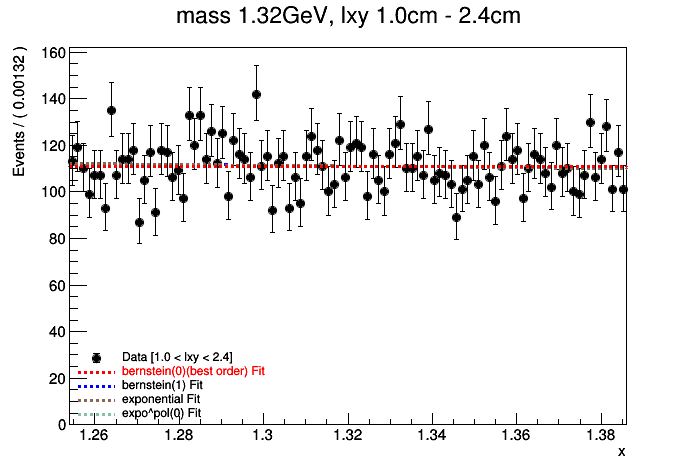 mass 1.32GeV, lxy 1.0cm - 2.4cm
Events / ( 0.00132 )
160
140
120
100
80
60
40
20
0
Data [1.0 < lxy < 2.4]
bernstein(0)(best order) Fit
bernstein(1) Fit
exponential Fit
expo^pol(0) Fit
1.26 1.28 1.3 1.32 1.34 1.36 1.38
x